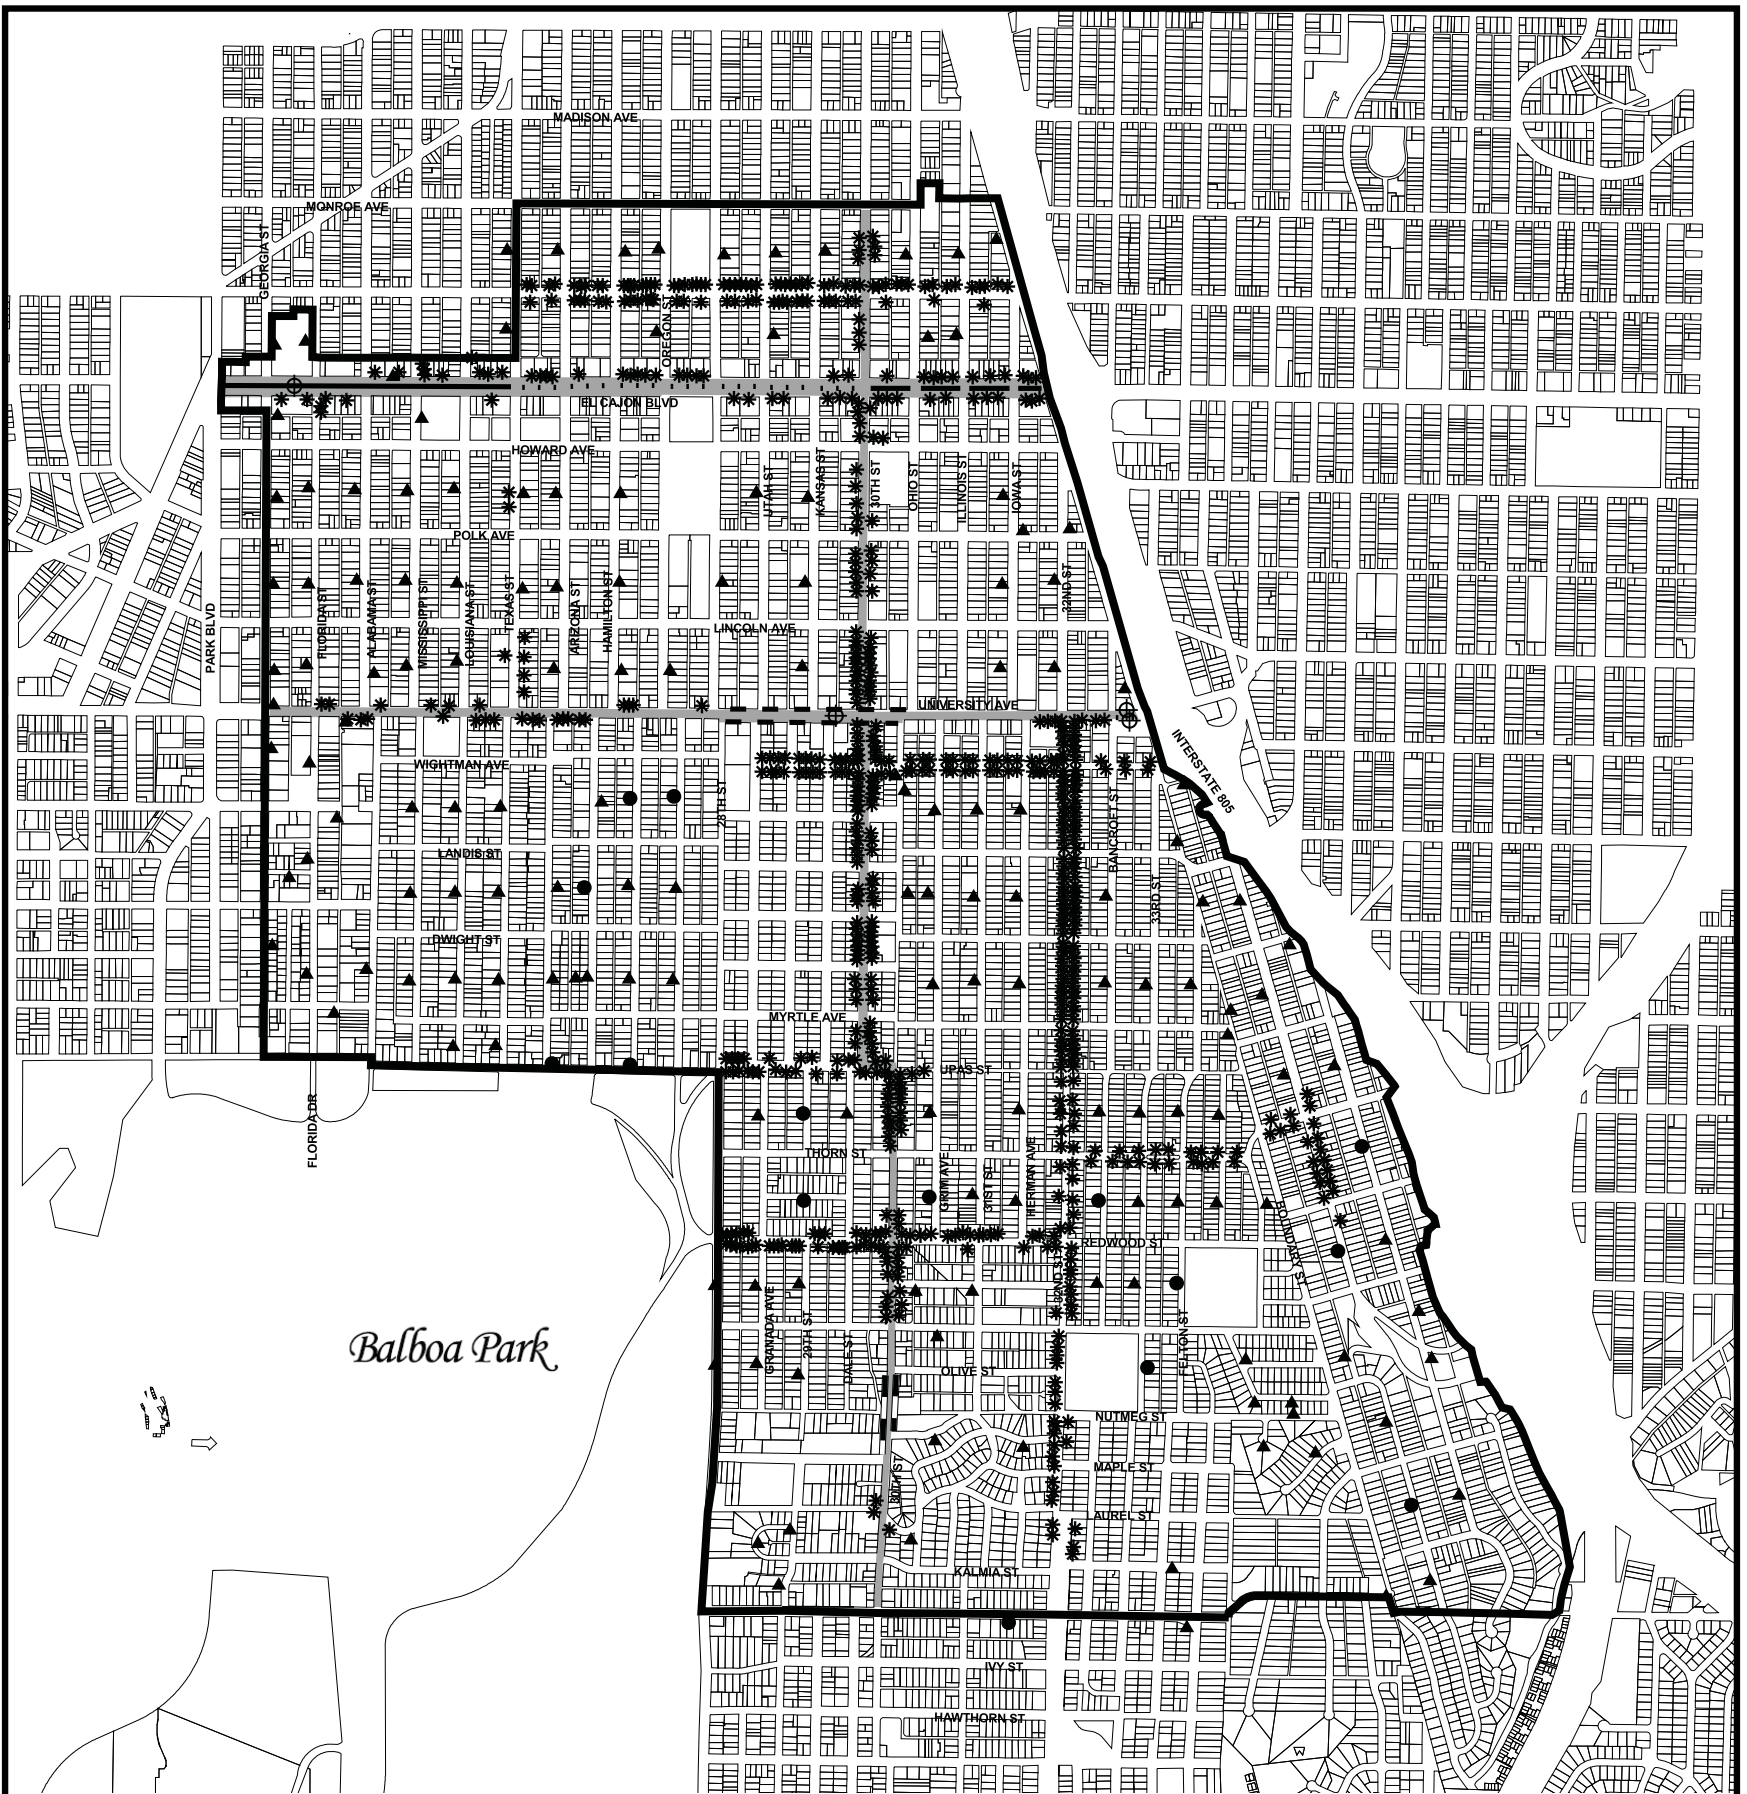 MADISON AVE
MONROE AVE
GEORGIA ST
OREGON ST
EL CAJON BLVD
HOWARD AVE
UTAH ST
KANSAS ST
30TH ST
OHIO ST
ILLINOIS ST
IOWA ST
POLK AVE
PARK BLVD
FLORIDA ST
ALABAMA ST
MISSISSIPPI ST
LOUISIANA ST
TEXAS ST
ARIZONA ST
HAMILTON ST
32ND ST
LINCOLN AVE
UNIVERSITY AVE
INTERSTATE 805
WIGHTMAN AVE
28TH ST
BANCROFT ST
LANDIS ST
33RD ST
DWIGHT ST
MYRTLE AVE
UPAS ST
FLORIDA DR
THORN ST
GRIM AVE
31ST ST
HERMAN AVE
BOUNDARY ST
REDWOOD ST
32ND ST
GRANADA AVE
29TH ST
DALE ST
FELTON ST
Balboa Park
OLIVE ST
NUTMEG ST
MAPLE ST
30TH ST
LAUREL ST
KALMIA ST
IVY ST
HAWTHORN ST